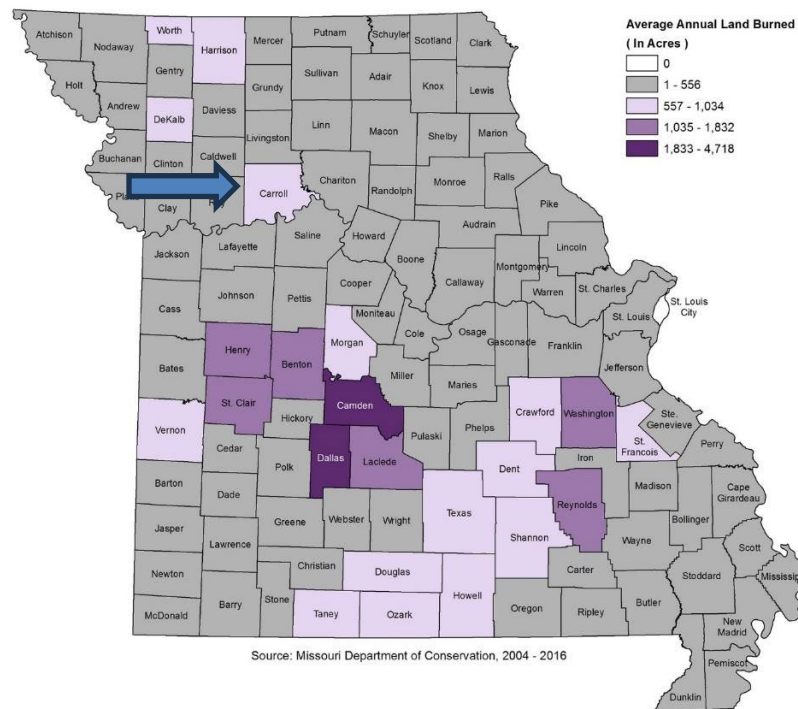 Average Annual Land Burned
( In Acres )
0
1 - 556
557 - 1,034
1,035 - 1,832
1,833 - 4,718
Atchison
Nodaway
Worth
Harrison
Mercer
Putnam
Schuyler
Scotland
Clark
Gentry
Sullivan
Adair
Knox
Lewis
Holt
Andrew
DeKalb
Daviess
Grundy
Livingston
Linn
Macon
Shelby
Marion
Buchanan
Clinton
Caldwell
Carroll
Chariton
Randolph
Monroe
Ralls
Pike
Clay
Audrain
Jackson
Lafayette
Saline
Howard
Boone
Callaway
Montgomery
Lincoln
Warren
St. Charles
St. Louis
City
St. Louis
Cass
Johnson
Pettis
Cooper
Moniteau
Cole
Osage
Gasconade
Franklin
Jefferson
Bates
Henry
Benton
Morgan
Miller
Maries
St. Clair
Hickory
Camden
Pulaski
Phelps
Crawford
Washington
St.
Francois
Ste.
Genevieve
Perry
Vernon
Cedar
Polk
Dallas
Laclede
Dent
Iron
Madison
Cape
Girardeau
Barton
Dade
Greene
Webster
Wright
Texas
Shannon
Reynolds
Wayne
Bollinger
Scott
Jasper
Lawrence
Christian
Douglas
Howell
Carter
Stoddard
Mississippi
Newton
McDonald
Barry
Stone
Taney
Ozark
Oregon
Ripley
Butler
New
Madrid
Pemiscot
Dunklin
Source: Missouri Department of Conservation, 2004 - 2016